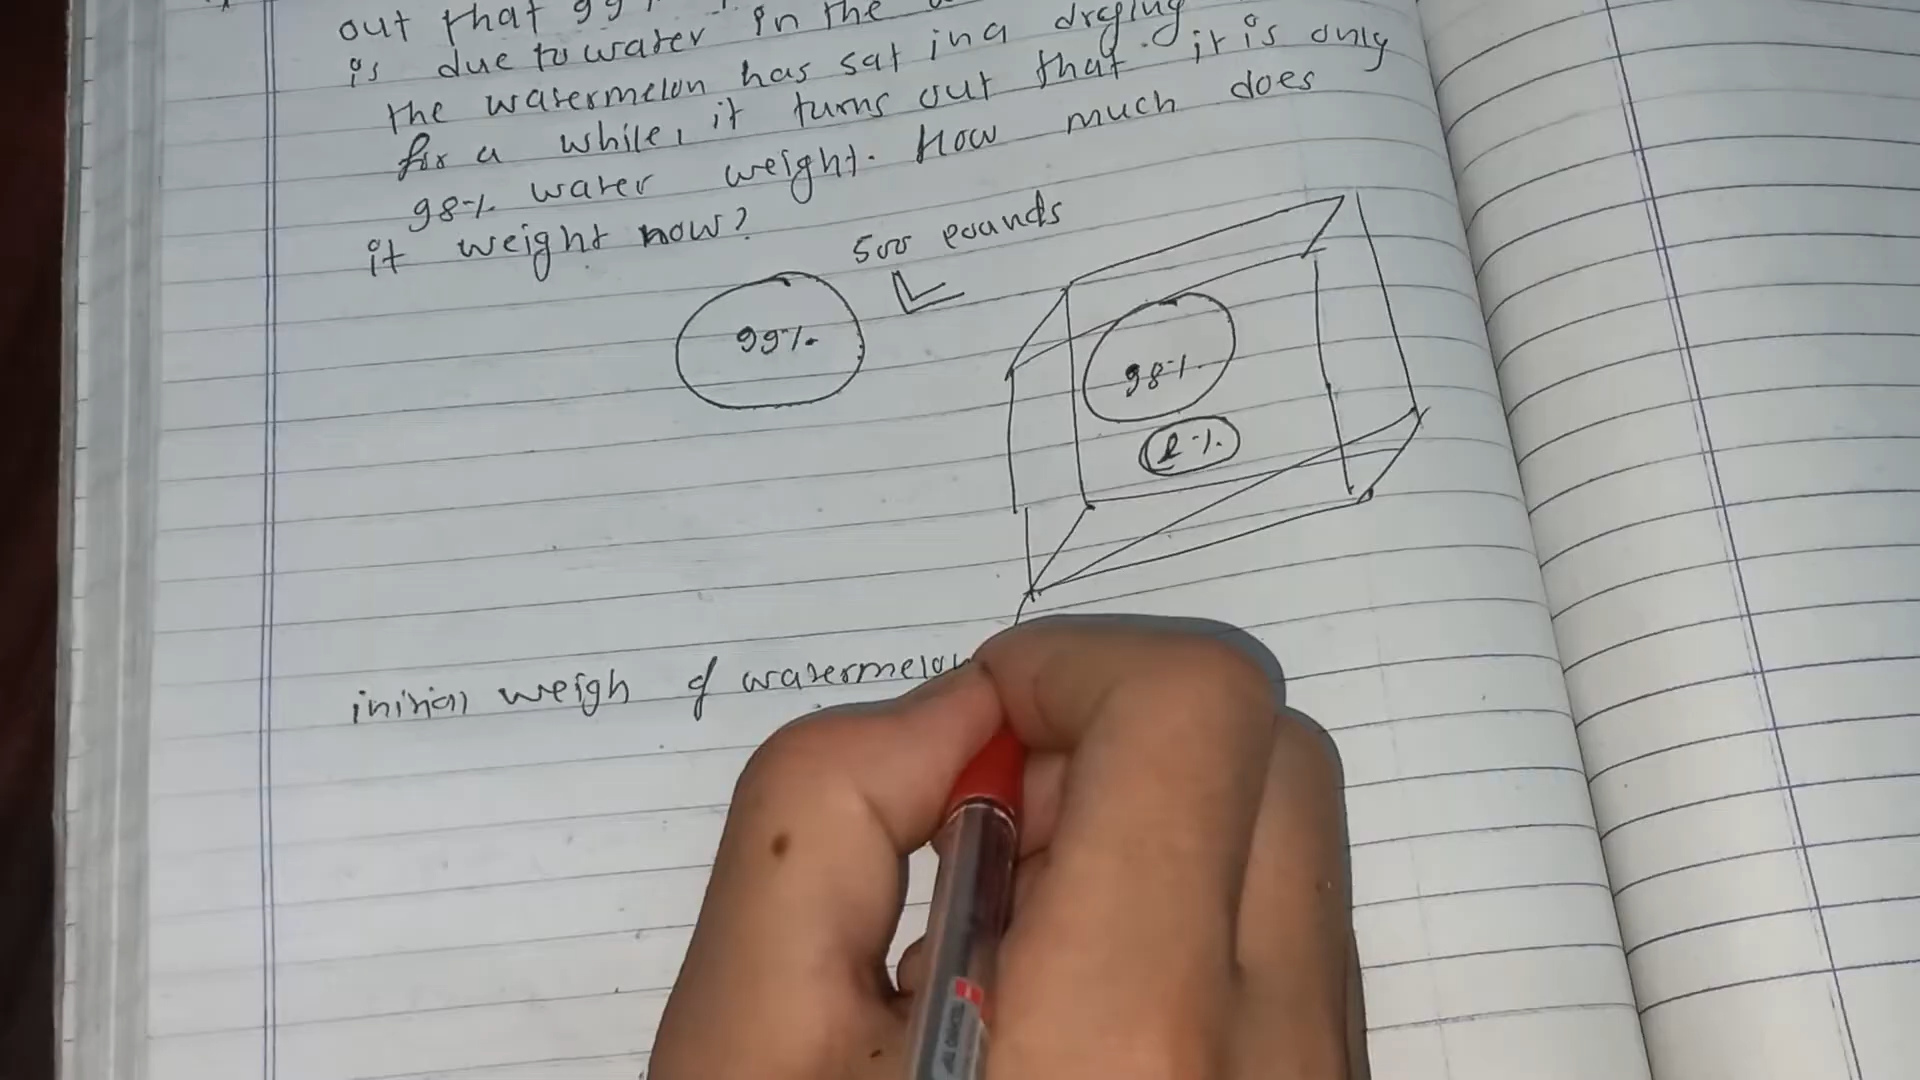 out that 99%
is due to water in the
the watermelon has sat in a
for a while, it turns out that it is only
98% water weight. How much does
it weight now?
500 pounds
99%
98%
2%
initial weigh of watermelon